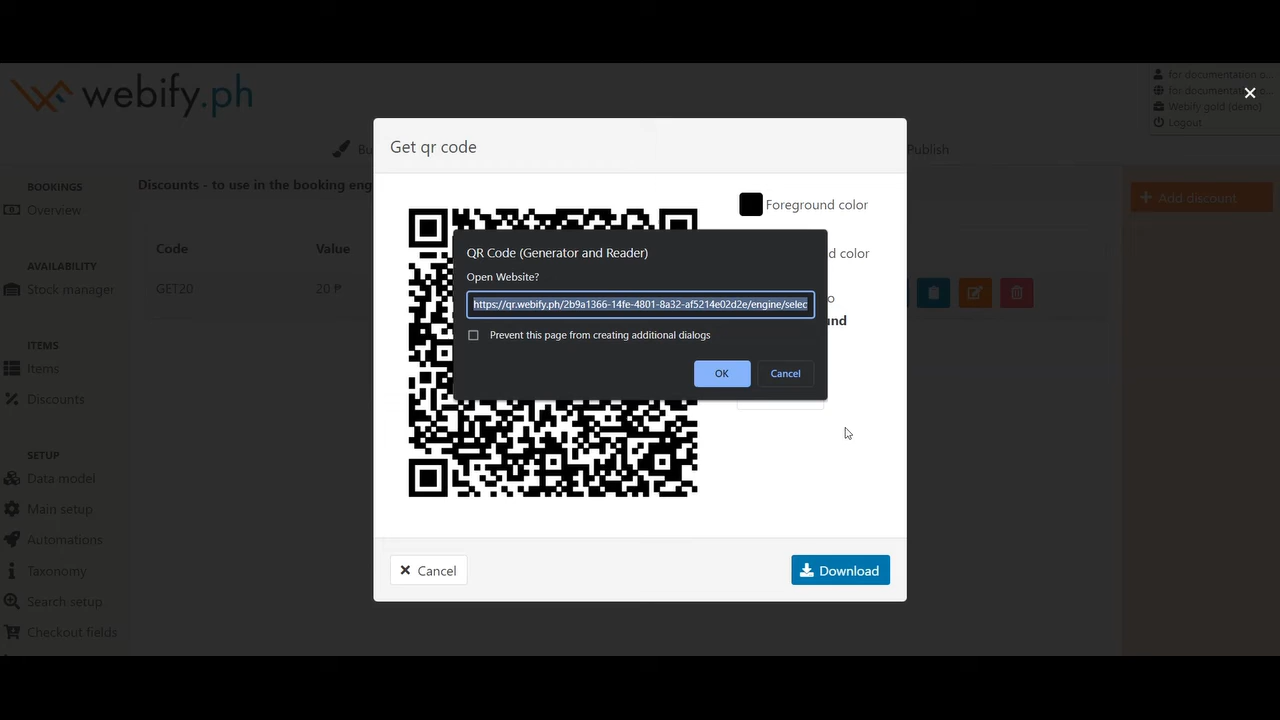 webify.ph
for documentation o...
for documentation o...
Webify gold (demo)
Logout
Bu
Publish
Get qr code
BOOKINGS
Overview
AVAILABILITY
Stock manager
ITEMS
Items
Discounts
SETUP
Data model
Main setup
Automations
Taxonomy
Search setup
Checkout fields
Discounts - to use in the booking eng
Add discount
Code
Value
GET20
20 ₱
Foreground color
d color
o
und
QR Code (Generator and Reader)
Open Website?
https://qr.webify.ph/2b9a1366-14fe-4801-8a32-af5214e02d2e/engine/selec
Prevent this page from creating additional dialogs
OK
Cancel
Cancel
Download